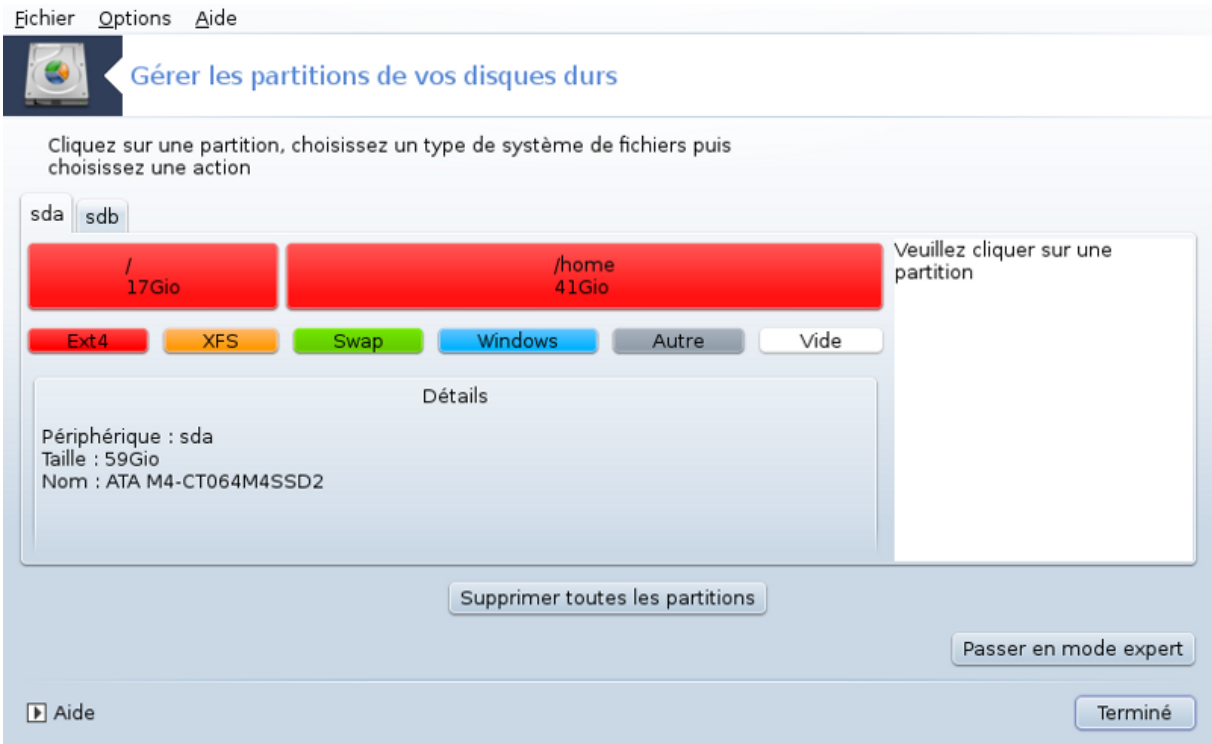 Fichier Options Aide
Gérer les partitions de vos disques durs
Cliquez sur une partition, choisissez un type de système de fichiers puis
choisissez une action
sda sdb
/
17Gio
/home
41Gio
Veuillez cliquer sur une
partition
Ext4 XFS Swap Windows Autre Vide
Détails
Périphérique : sda
Taille : 59Gio
Nom : ATA M4-CT064M4SSD2
Supprimer toutes les partitions
Passer en mode expert
Aide
Terminé